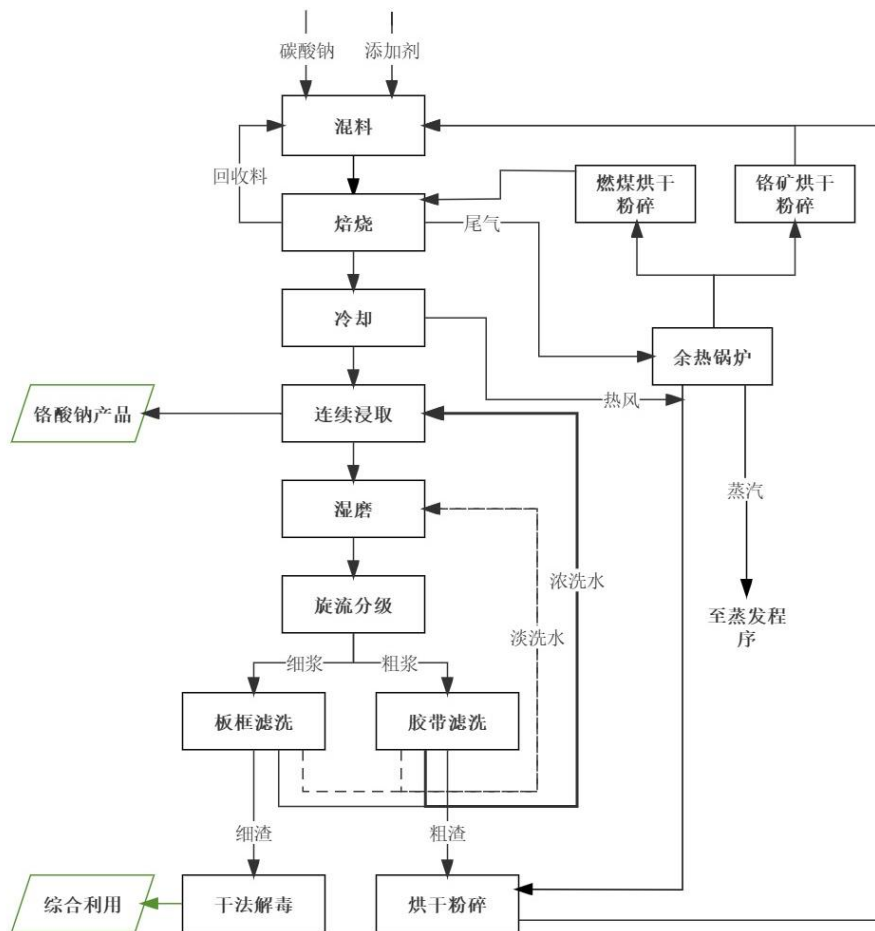 碳酸钠
添加剂
混料
回收料
燃煤烘干
粉碎
铬矿烘干
粉碎
焙烧
尾气
冷却
余热锅炉
铬酸钠产品
连续浸取
热风
蒸汽
湿磨
浓洗水
旋流分级
淡洗水
至蒸发程
序
细浆
粗浆
板框滤洗
胶带滤洗
细渣
粗渣
综合利用
干法解毒
烘干粉碎